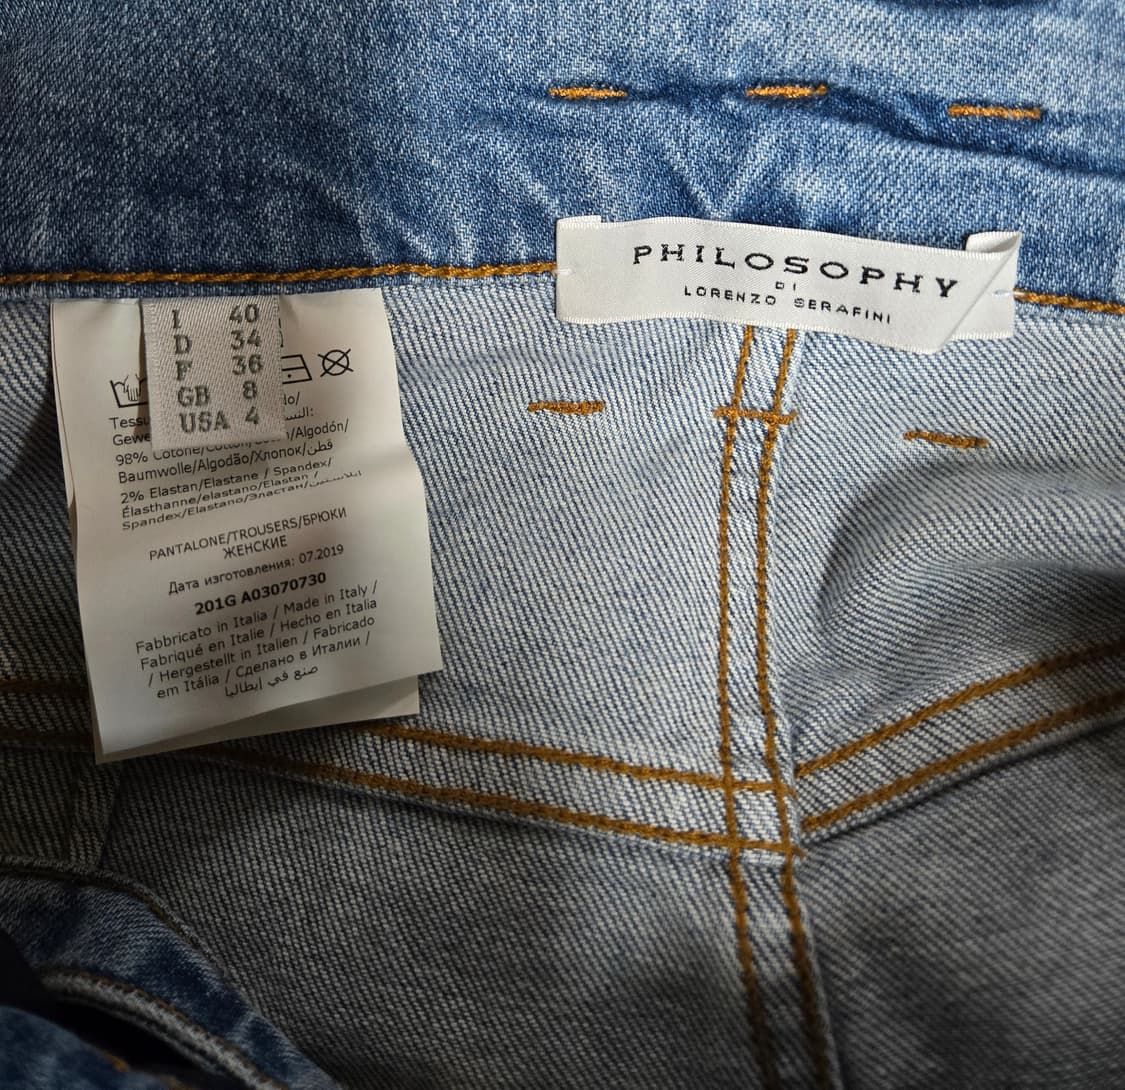 PHILOSOPHY
DI
LORENZO SERAFINI
I 40
D 34
F 36
GB 8
USA 4
98% Cotone/Cotton/ /Algodón/
Baumwolle/Algodão/Хлопок/قطن
2% Elastan/Elastane / Spandex/
Élasthanne/elastano/Elastan /
Spandex/Elastano/Эластан/
PANTALONE/TROUSERS/БРЮКИ
ЖЕНСКИЕ
Дата изготовления: 07.2019
201G A03070730
Fabbricato in Italia / Made in Italy /
Fabriqué en Italie / Hecho en Italia
/ Hergestellt in Italien / Fabricado
em Itália / Сделано в Италии /
صنع في إيطاليا